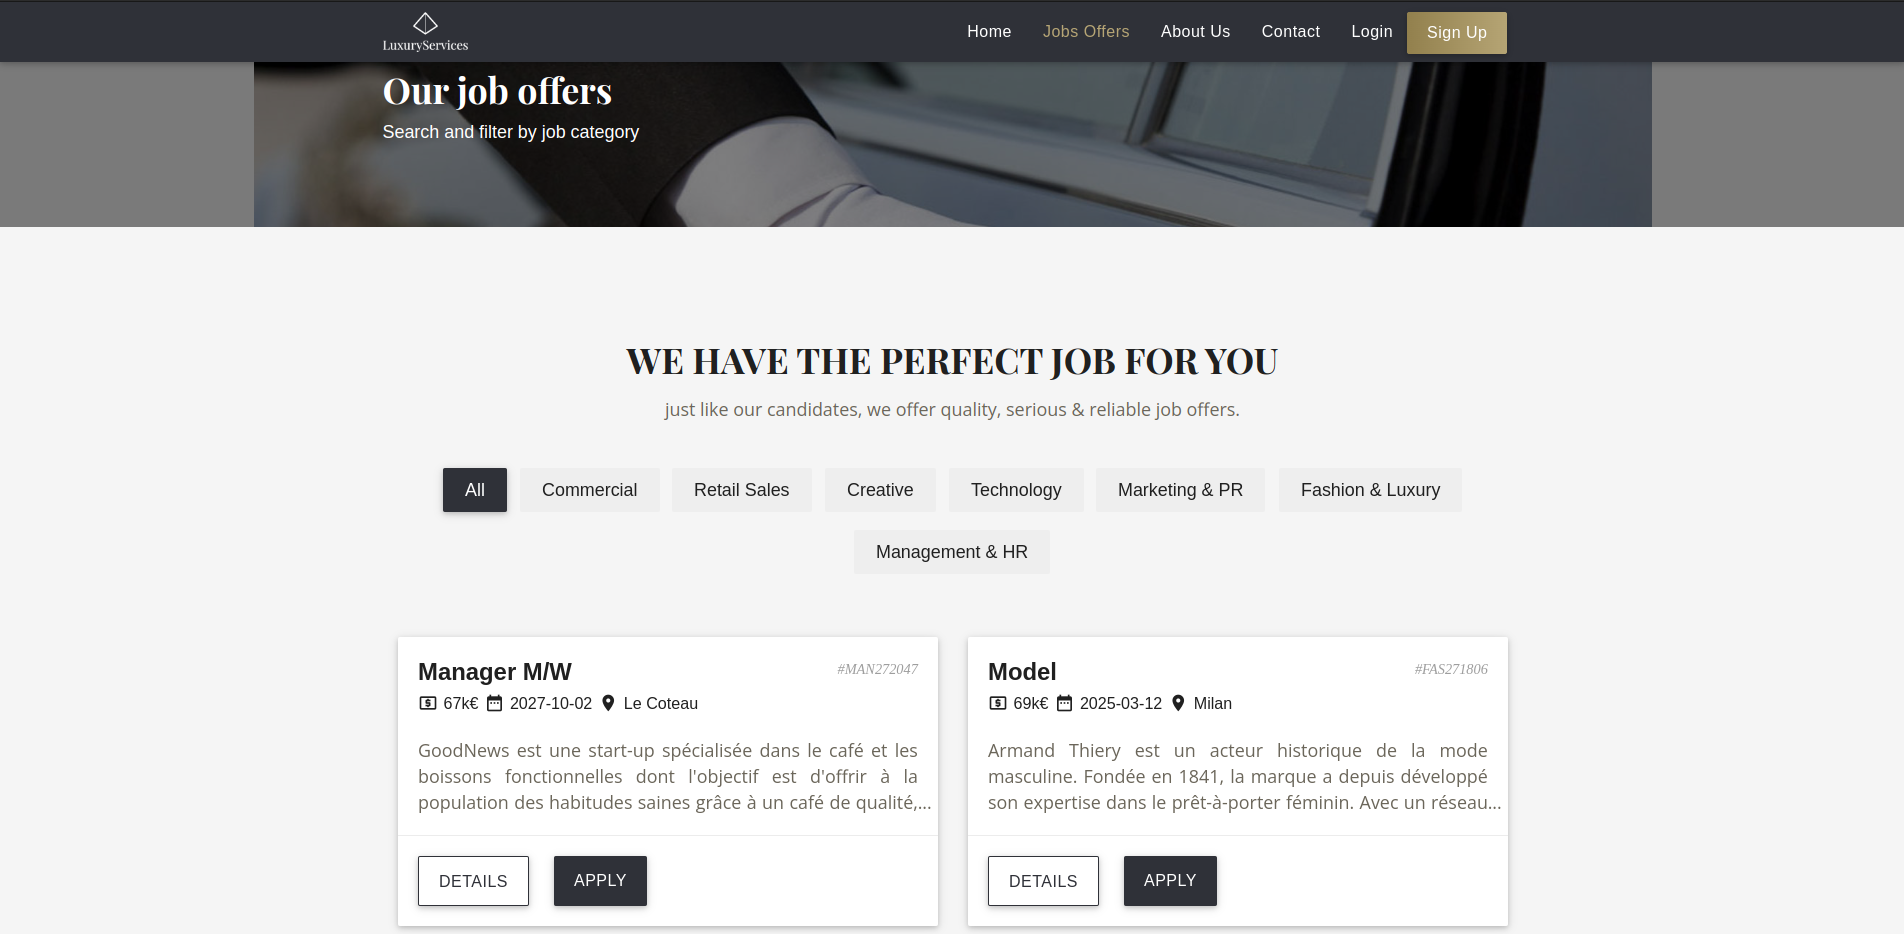 LuxuryServices
Home Jobs Offers About Us Contact Login Sign Up
Our job offers
Search and filter by job category
WE HAVE THE PERFECT JOB FOR YOU
just like our candidates, we offer quality, serious & reliable job offers.
All Commercial Retail Sales Creative Technology Marketing & PR Fashion & Luxury
Management & HR
Manager M/W #MAN272047
67k€ 2027-10-02 Le Coteau
GoodNews est une start-up spécialisée dans le café et les
boissons fonctionnelles dont l'objectif est d'offrir à la
population des habitudes saines grâce à un café de qualité,...
DETAILS APPLY
Model #FAS271806
69k€ 2025-03-12 Milan
Armand Thiery est un acteur historique de la mode
masculine. Fondée en 1841, la marque a depuis développé
son expertise dans le prêt-à-porter féminin. Avec un réseau...
DETAILS APPLY